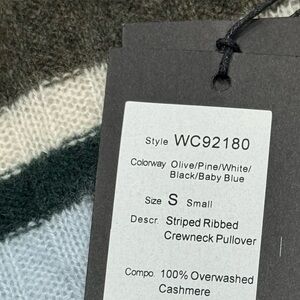 Style WC92180
Colorway Olive/Pine/White/
Black/Baby Blue
Size S Small
Descr. Striped Ribbed
Crewneck Pullover
Compo. 100% Overwashed
Cashmere